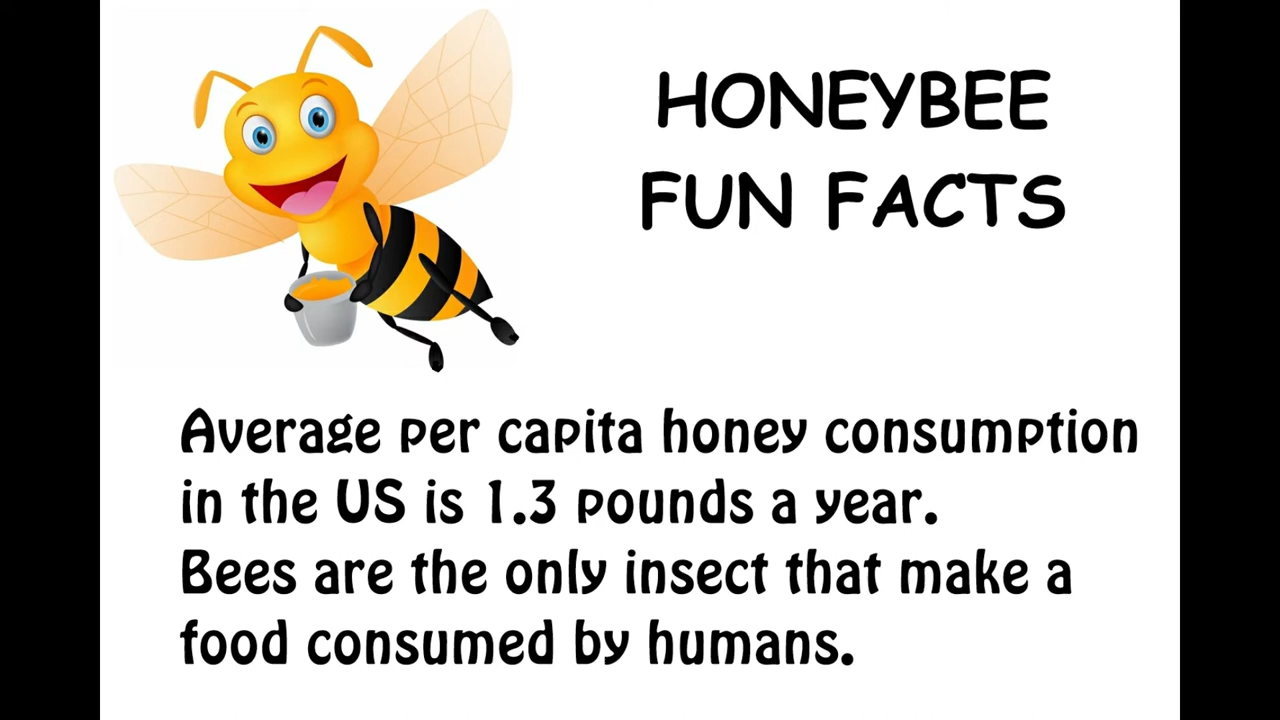 HONEYBEE
FUN FACTS
Average per capita honey consumption
in the US is 1.3 pounds a year.
Bees are the only insect that make a
food consumed by humans.